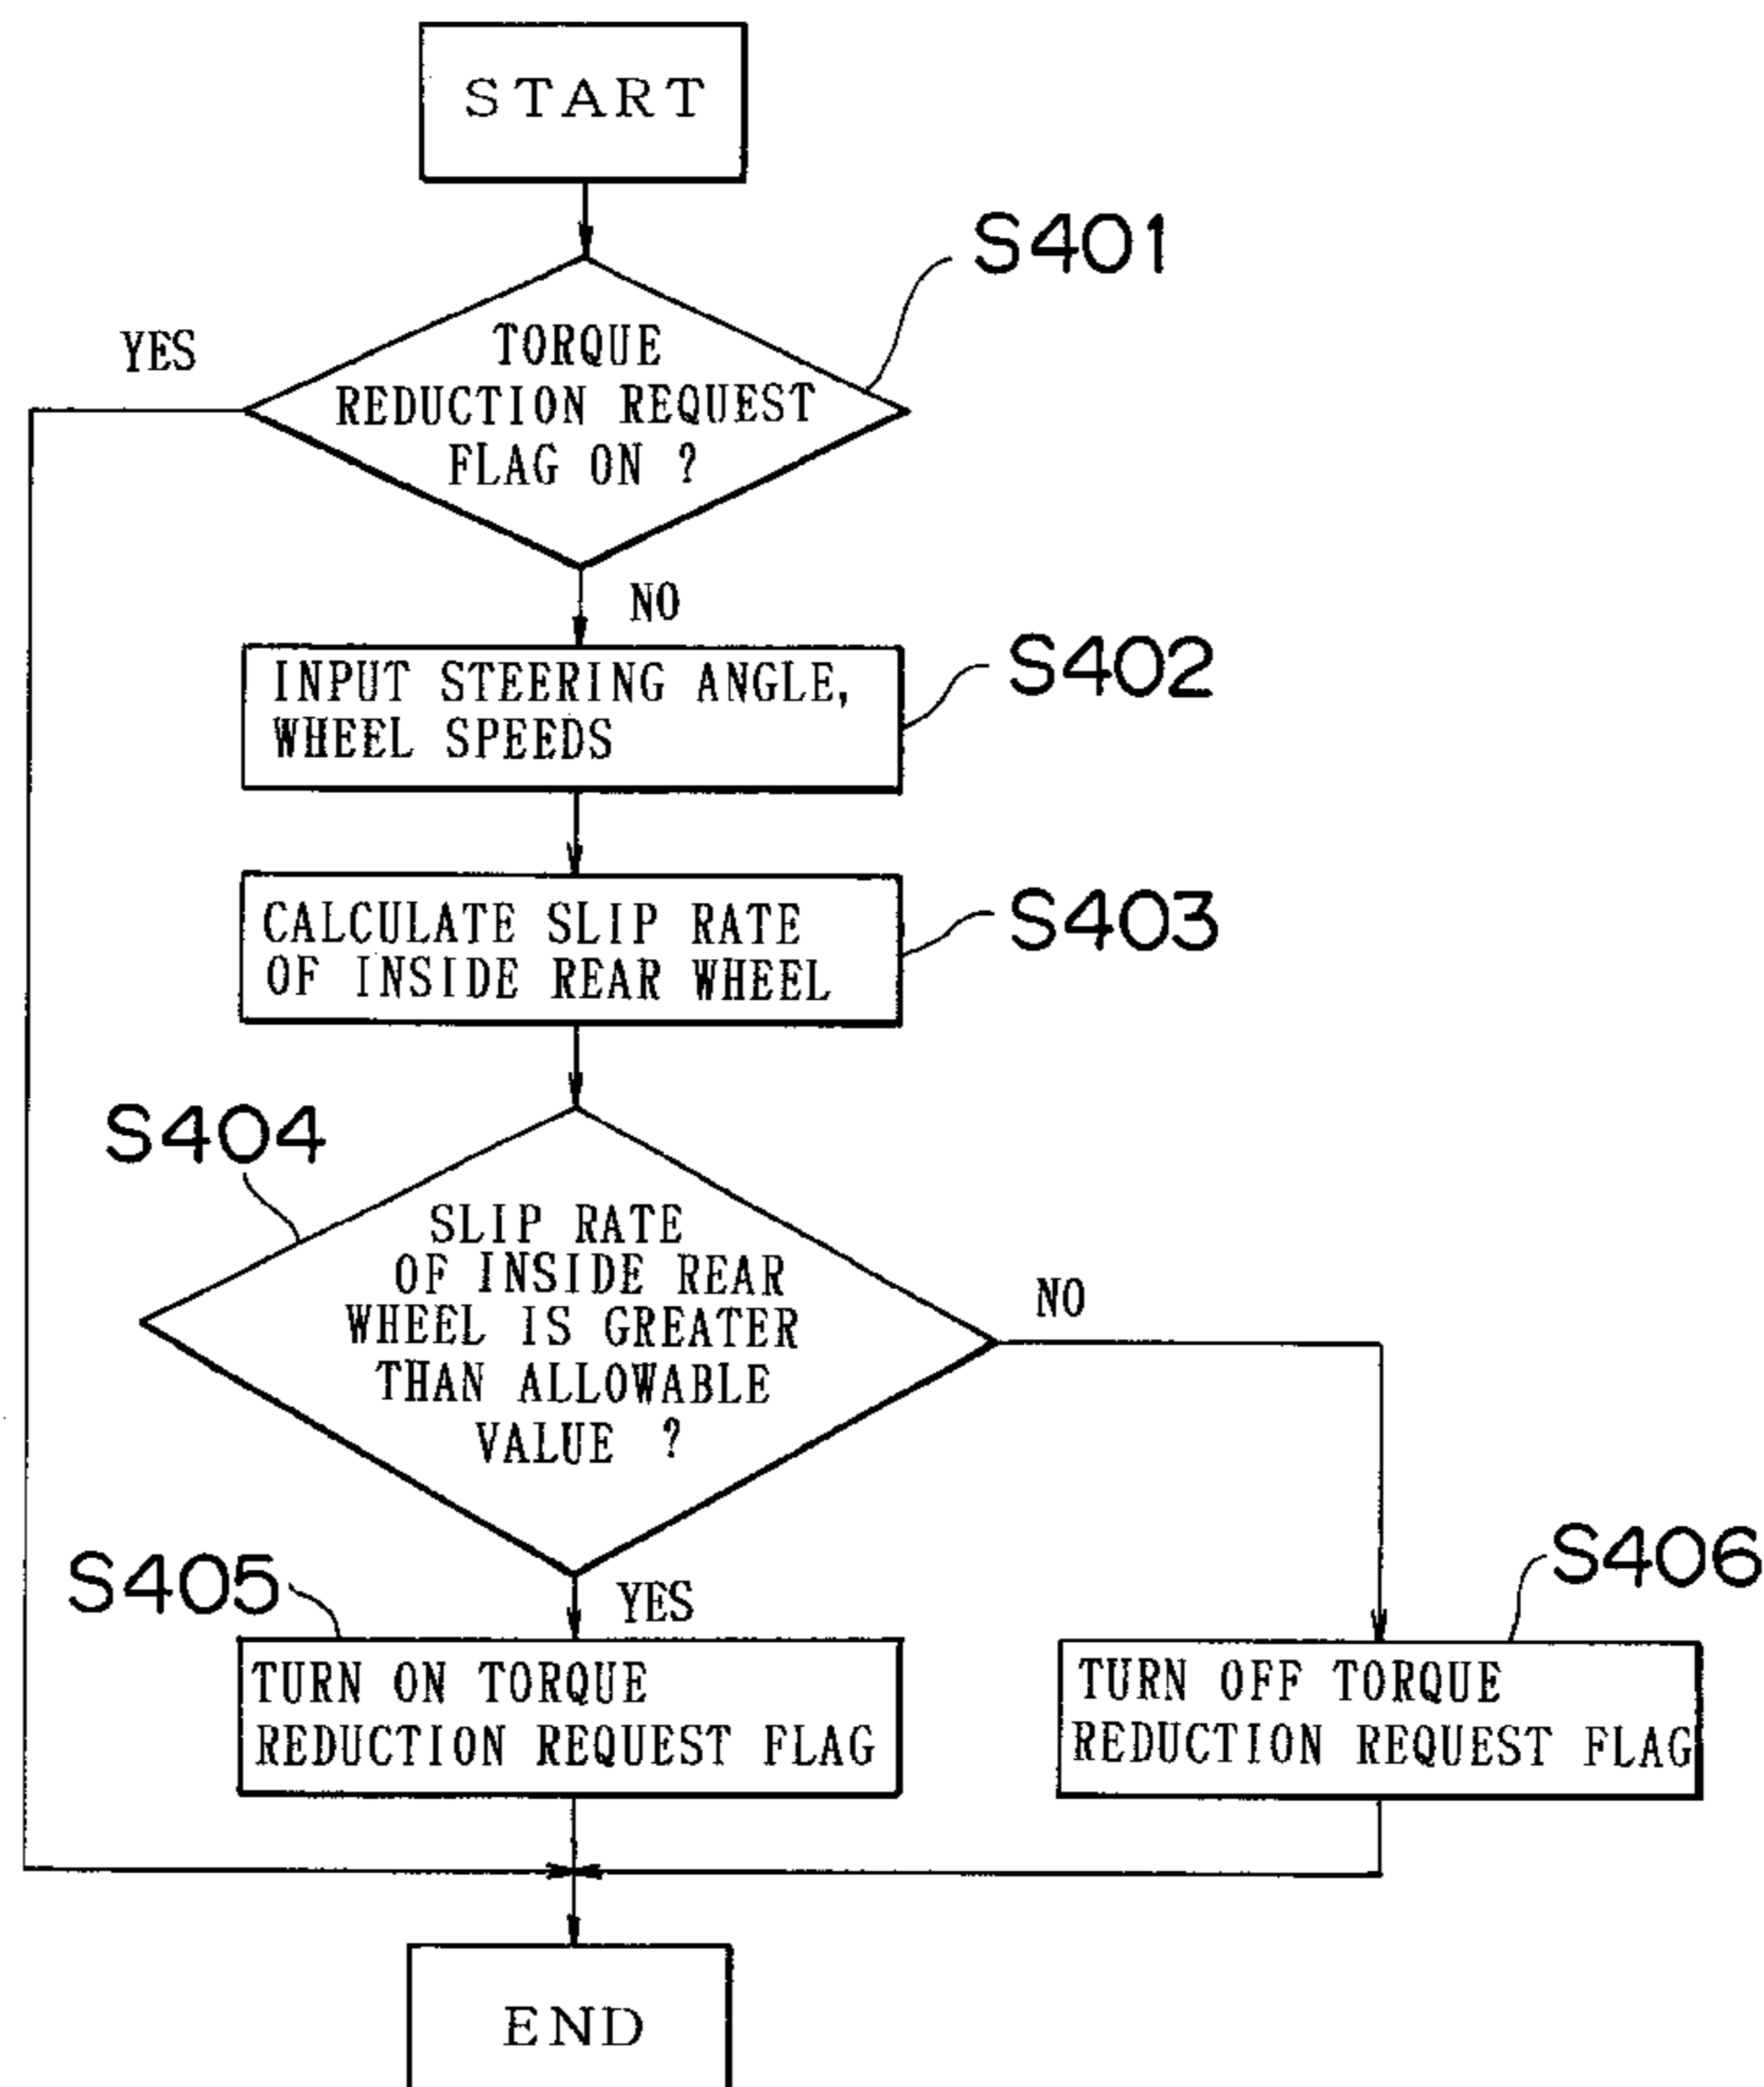 START
S401
YES
TORQUE
REDUCTION REQUEST
FLAG ON ?
NO
S402
INPUT STEERING ANGLE,
WHEEL SPEEDS
S403
CALCULATE SLIP RATE
OF INSIDE REAR WHEEL
S404
SLIP RATE
OF INSIDE REAR
WHEEL IS GREATER
THAN ALLOWABLE
VALUE ?
NO
YES
S405
TURN ON TORQUE
REDUCTION REQUEST FLAG
S406
TURN OFF TORQUE
REDUCTION REQUEST FLAG
END